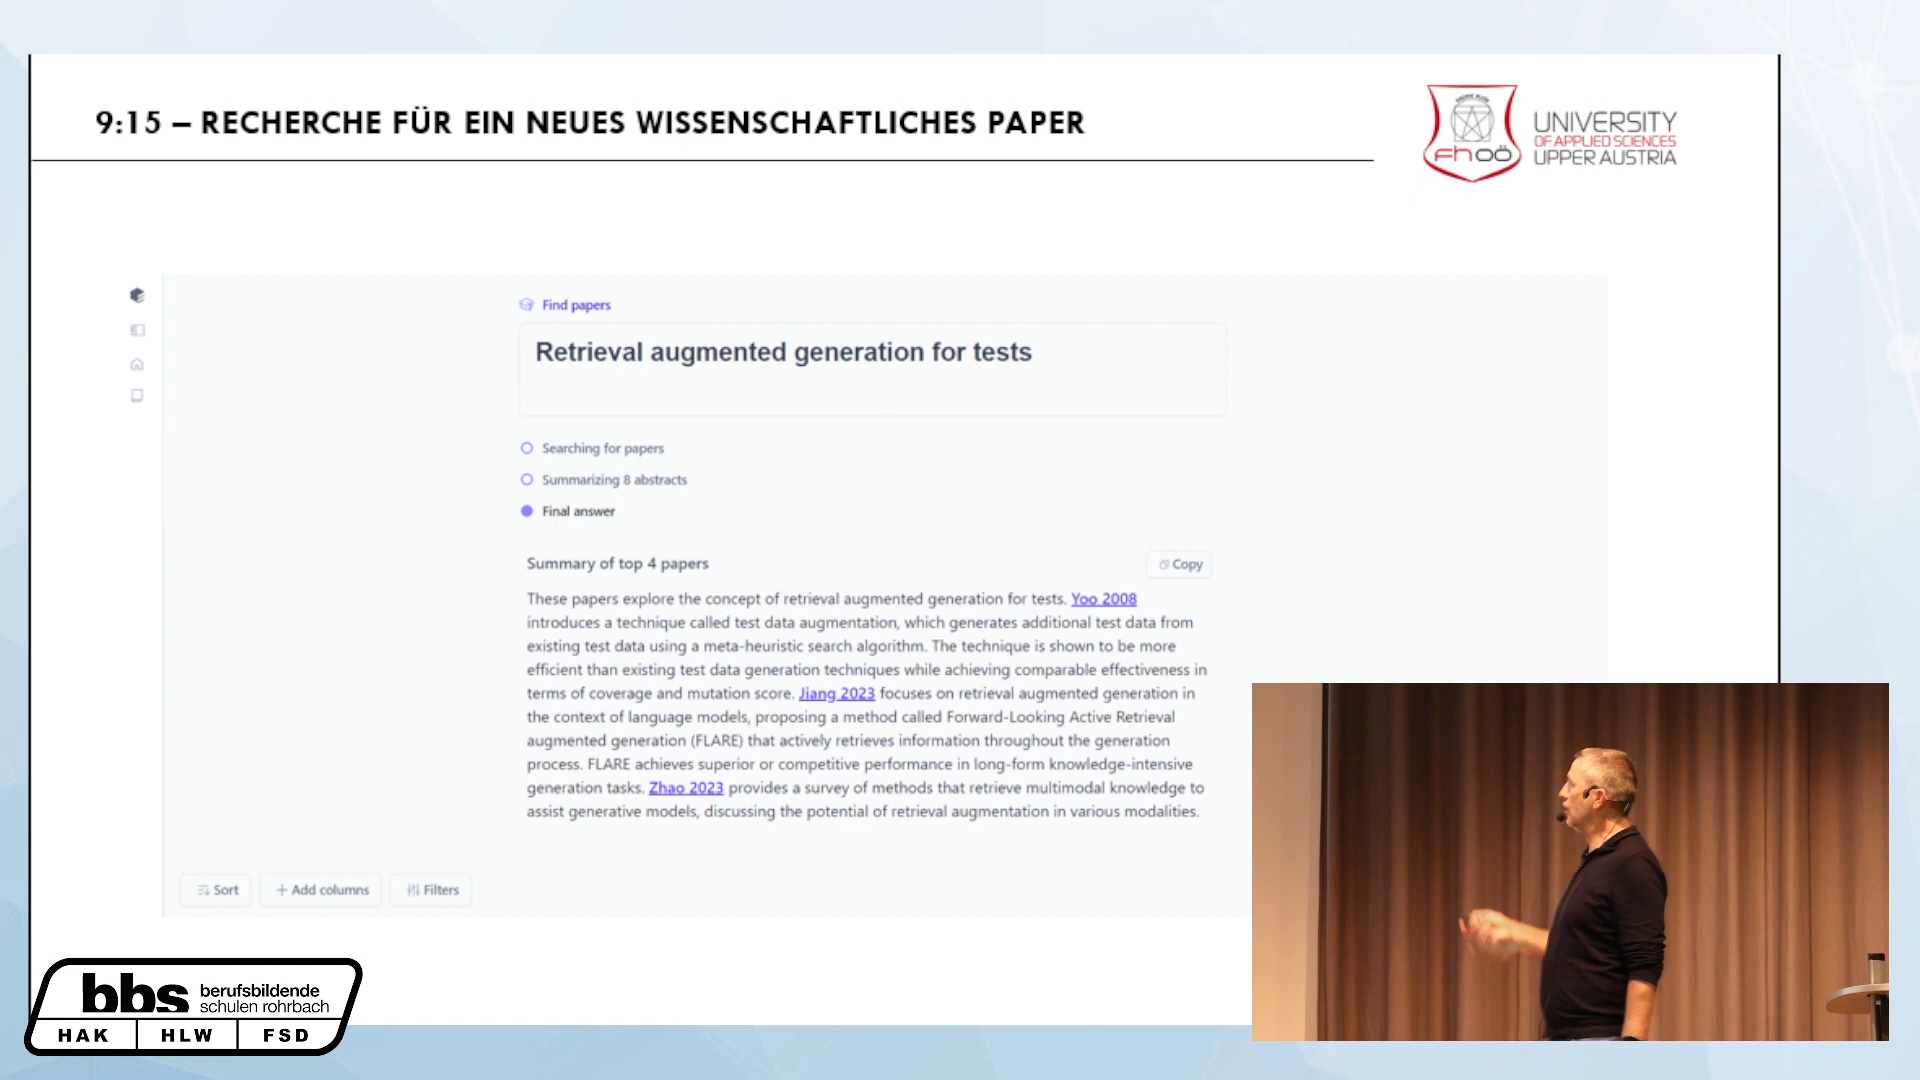 9:15 – RECHERCHE FÜR EIN NEUES WISSENSCHAFTLICHES PAPER
fh oö
UNIVERSITY
OF APPLIED SCIENCES
UPPER AUSTRIA
Find papers
Retrieval augmented generation for tests
Searching for papers
Summarizing 8 abstracts
Final answer
Summary of top 4 papers
Copy
These papers explore the concept of retrieval augmented generation for tests. Yoo 2008
introduces a technique called test data augmentation, which generates additional test data from
existing test data using a meta-heuristic search algorithm. The technique is shown to be more
efficient than existing test data generation techniques while achieving comparable effectiveness in
terms of coverage and mutation score. Jiang 2023 focuses on retrieval augmented generation in
the context of language models, proposing a method called Forward-Looking Active Retrieval
augmented generation (FLARE) that actively retrieves information throughout the generation
process. FLARE achieves superior or competitive performance in long-form knowledge-intensive
generation tasks. Zhao 2023 provides a survey of methods that retrieve multimodal knowledge to
assist generative models, discussing the potential of retrieval augmentation in various modalities.
Sort
+ Add columns
Filters
bbs berufsbildende
schulen rohrbach
HAK HLW FSD